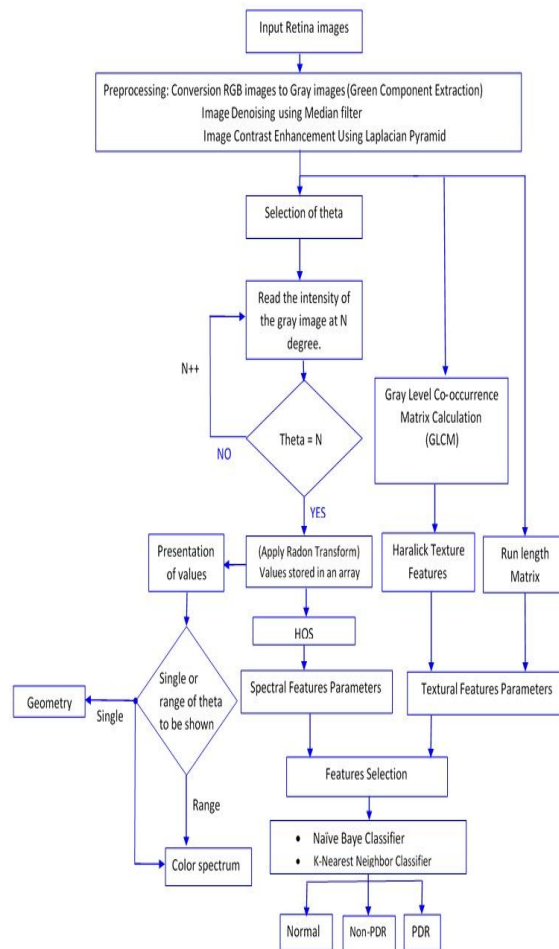 Input Retina images
Preprocessing: Conversion RGB images to Gray images (Green Component Extraction)
Image Denoising using Median filter
Image Contrast Enhancement Using Laplacian Pyramid
Selection of theta
Read the intensity of
the gray image at N
degree.
N++
Theta = N
NO
YES
Gray Level Co-occurrence
Matrix Calculation
(GLCM)
Presentation
of values
(Apply Radon Transform)
Values stored in an array
Haralick Texture
Features
Run length
Matrix
HOS
Single or
range of theta
to be shown
Geometry
Single
Spectral Features Parameters
Textural Features Parameters
Features Selection
Range
Color spectrum
• Naïve Baye Classifier
• K-Nearest Neighbor Classifier
Normal
Non-PDR
PDR